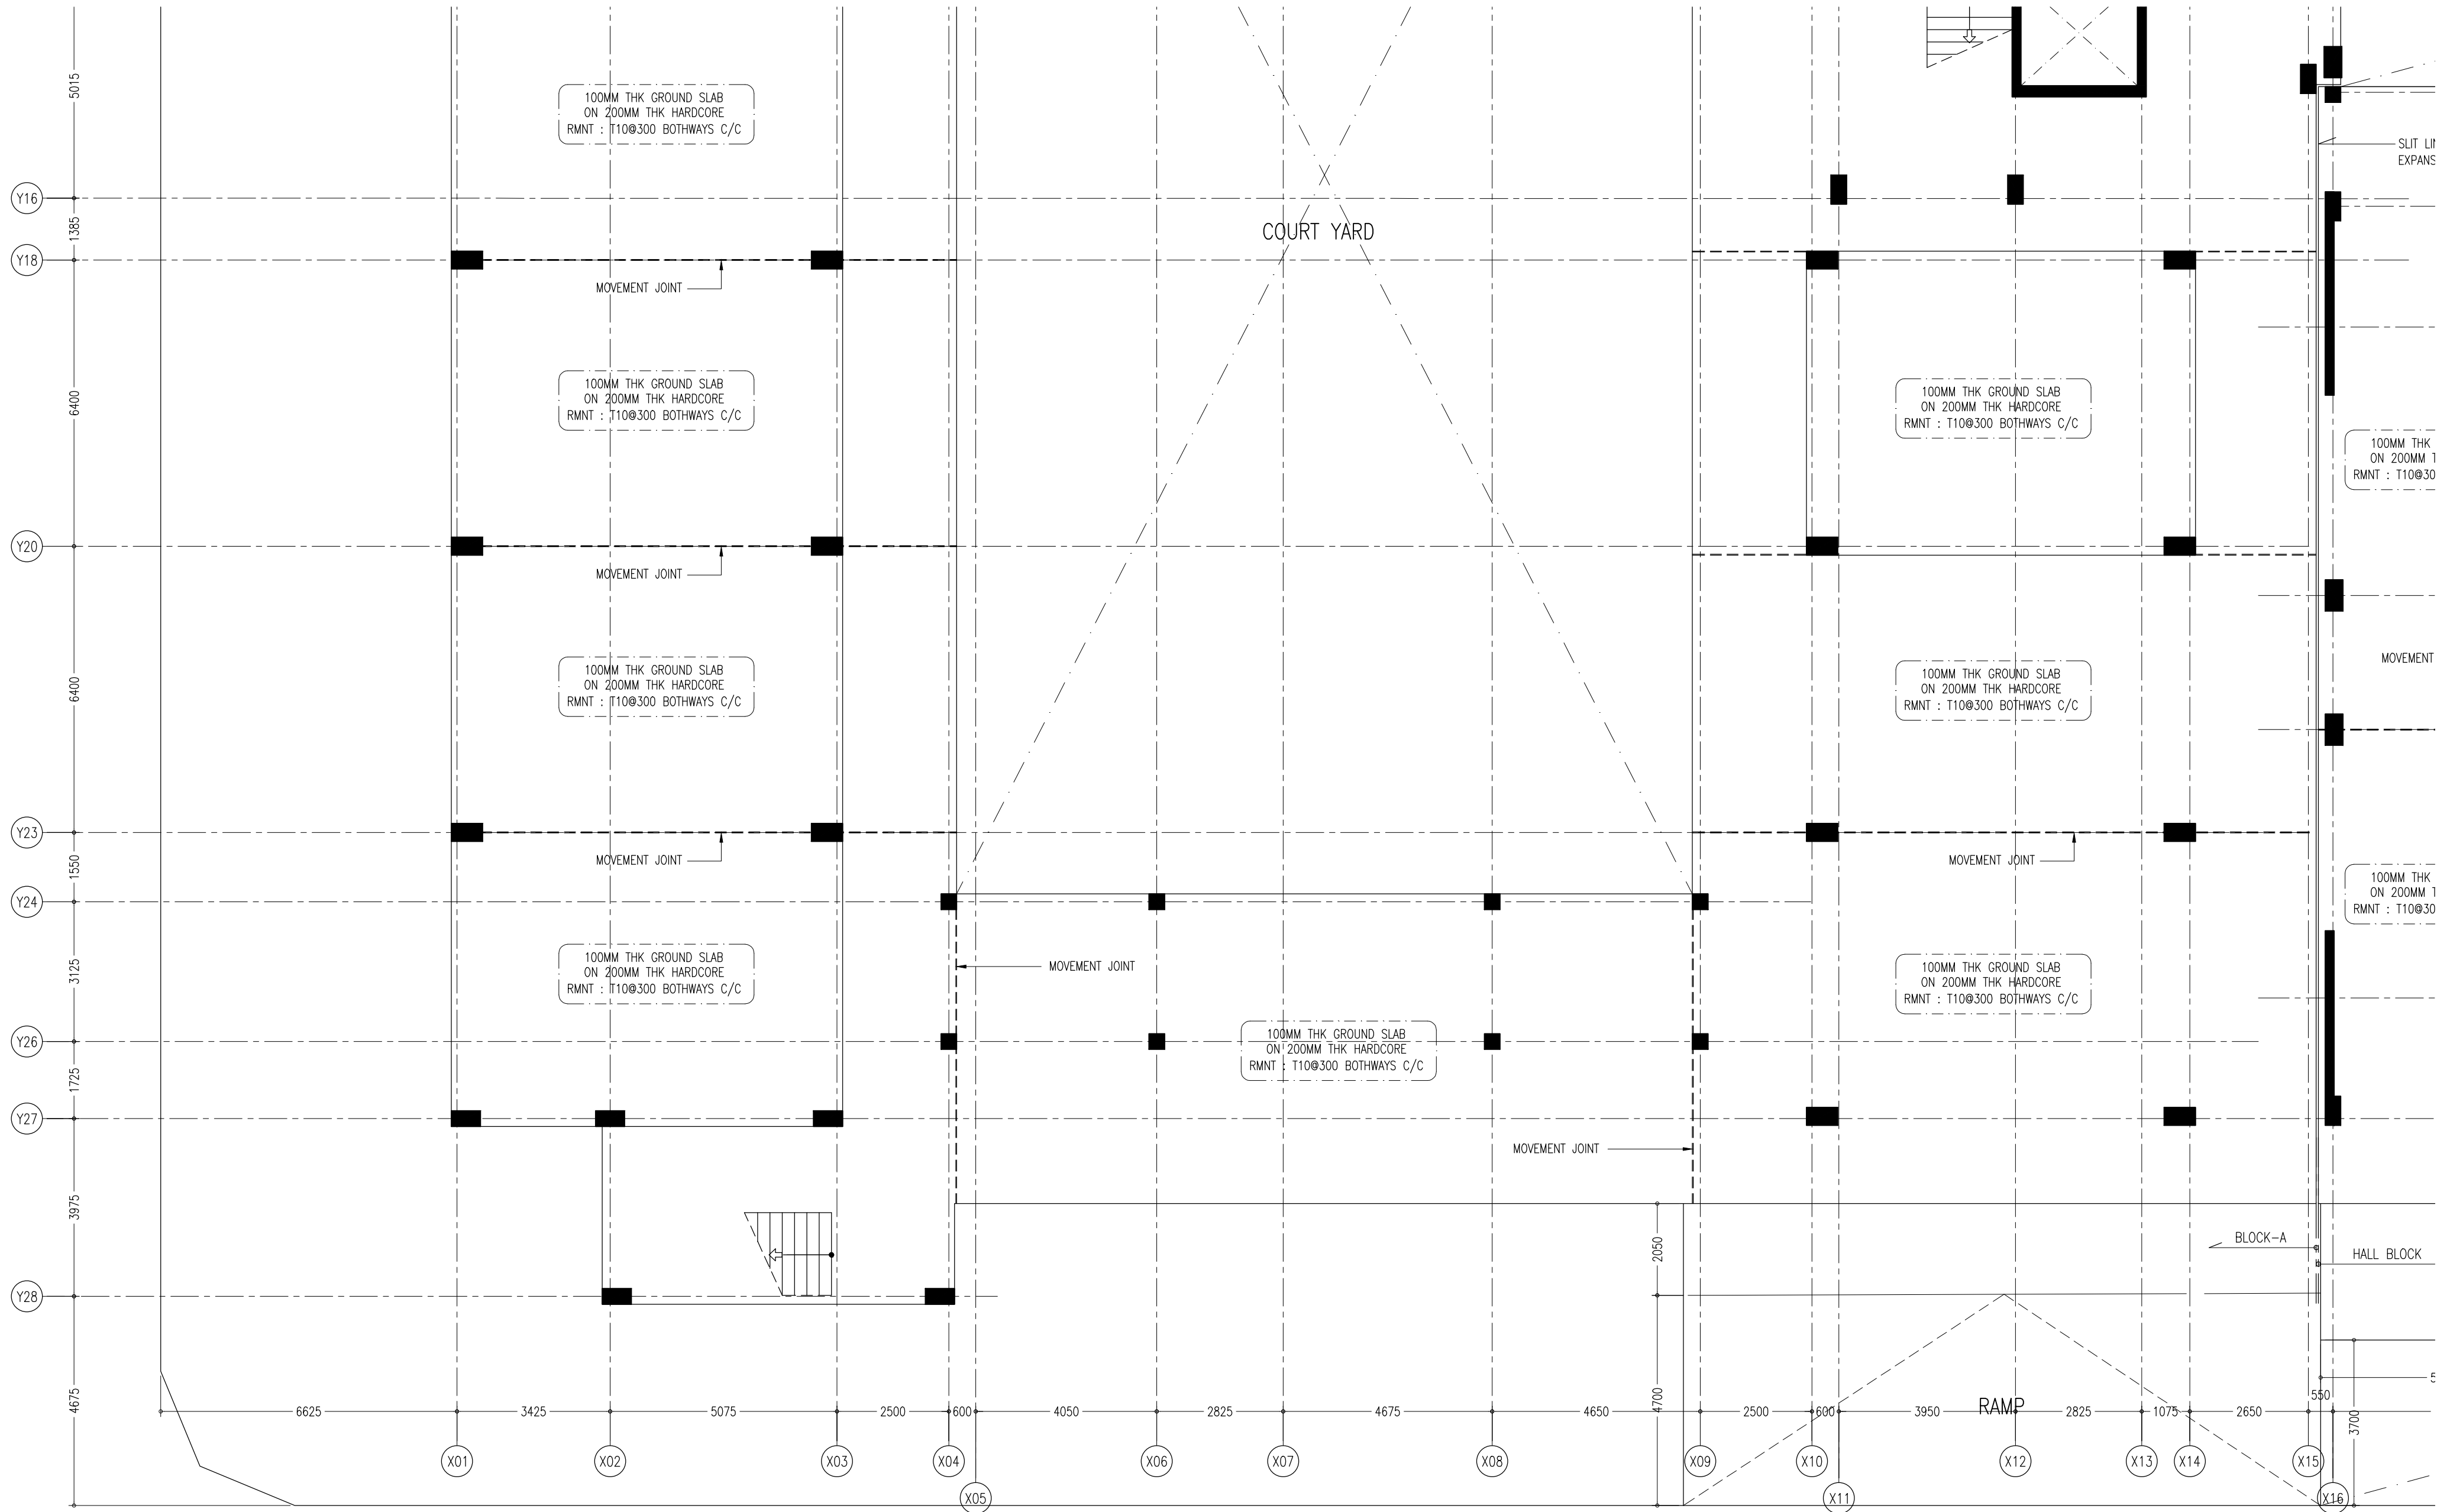 5015
100MM THK GROUND SLAB
ON 200MM THK HARDCORE
RMNT : T10@300 BOTHWAYS C/C
SLIT
EXPANS
Y16
1385
COURT YARD
Y18
MOVEMENT JOINT
6400
100MM THK GROUND SLAB
ON 200MM THK HARDCORE
RMNT : T10@300 BOTHWAYS C/C
100MM THK GROUND SLAB
ON 200MM THK HARDCORE
RMNT : T10@300 BOTHWAYS C/C
100MM THK
ON 200MM
RMNT : T10@30
Y20
MOVEMENT JOINT
6400
100MM THK GROUND SLAB
ON 200MM THK HARDCORE
RMNT : T10@300 BOTHWAYS C/C
100MM THK GROUND SLAB
ON 200MM THK HARDCORE
RMNT : T10@300 BOTHWAYS C/C
MOVEMENT
Y23
MOVEMENT JOINT
MOVEMENT JOINT
1550
100MM THK
ON 200MM
RMNT : T10@30
Y24
3125
100MM THK GROUND SLAB
ON 200MM THK HARDCORE
RMNT : T10@300 BOTHWAYS C/C
MOVEMENT JOINT
100MM THK GROUND SLAB
ON 200MM THK HARDCORE
RMNT : T10@300 BOTHWAYS C/C
Y26
100MM THK GROUND SLAB
ON 200MM THK HARDCORE
RMNT : T10@300 BOTHWAYS C/C
1725
Y27
MOVEMENT JOINT
3975
2050
BLOCK-A
HALL BLOCK
Y28
4675
4700
3700
RAMP
550
6625 3425 5075 2500 600 4050 2825 4675 4650 2500 600 3950 2825 1075 2650
X01 X02 X03 X04 X06 X07 X08 X09 X10 X12 X13 X14 X15
X05 X11 X16